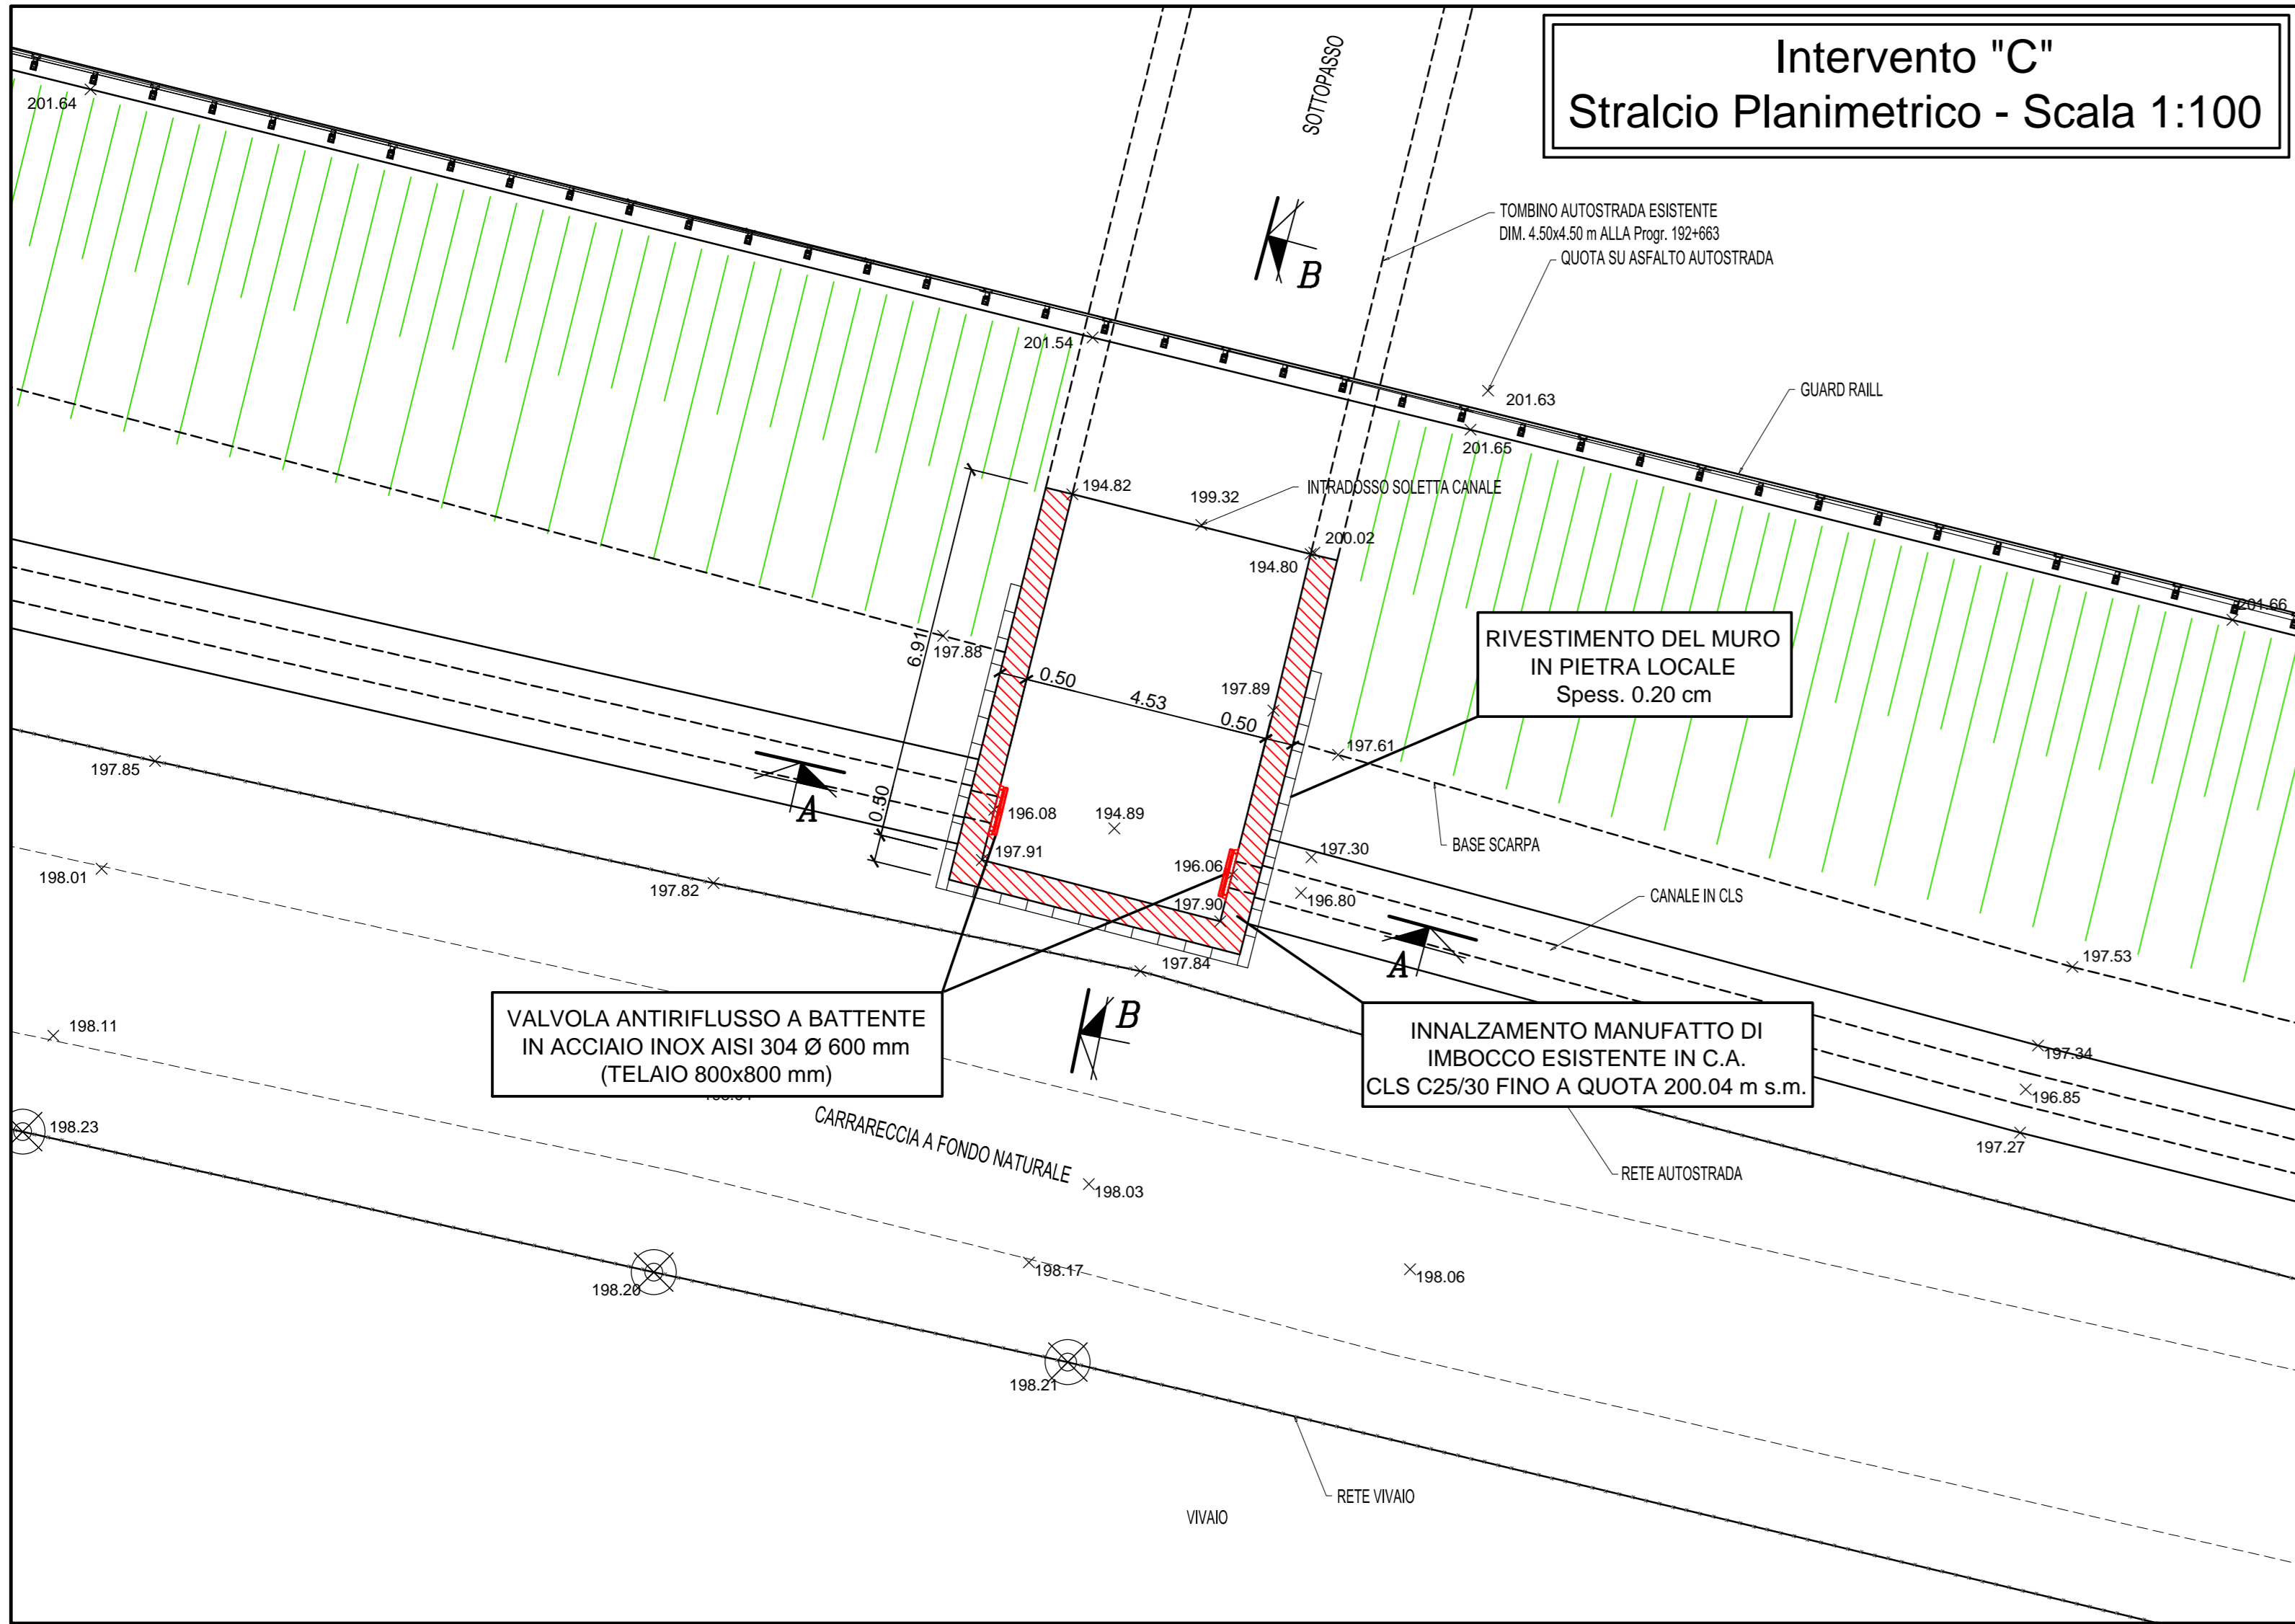 Intervento "C"
Stralcio Planimetrico - Scala 1:100
SOTTOPASSO
201.64
TOMBINO AUTOSTRADA ESISTENTE
DIM. 4.50x4.50 m ALLA Progr. 192+663
QUOTA SU ASFALTO AUTOSTRADA
B
201.54
201.63
GUARD RAILL
201.65
194.82
199.32
INTRADOSSO SOLETTA CANALE
200.02
194.80
201.66
RIVESTIMENTO DEL MURO
IN PIETRA LOCALE
Spess. 0.20 cm
6.91
197.88
0.50
4.53
197.89
0.50
197.61
197.85
A
0.50
196.08
194.89
BASE SCARPA
197.91
197.30
196.06
198.01
197.82
196.80
CANALE IN CLS
197.90
A
197.84
197.53
VALVOLA ANTIRIFLUSSO A BATTENTE
IN ACCIAIO INOX AISI 304 Ø 600 mm
(TELAIO 800x800 mm)
B
INNALZAMENTO MANUFATTO DI
IMBOCCO ESISTENTE IN C.A.
CLS C25/30 FINO A QUOTA 200.04 m s.m.
198.11
197.34
196.85
198.23
CARRARECCIA A FONDO NATURALE
197.27
RETE AUTOSTRADA
198.03
198.17
198.06
198.20
198.21
RETE VIVAIO
VIVAIO